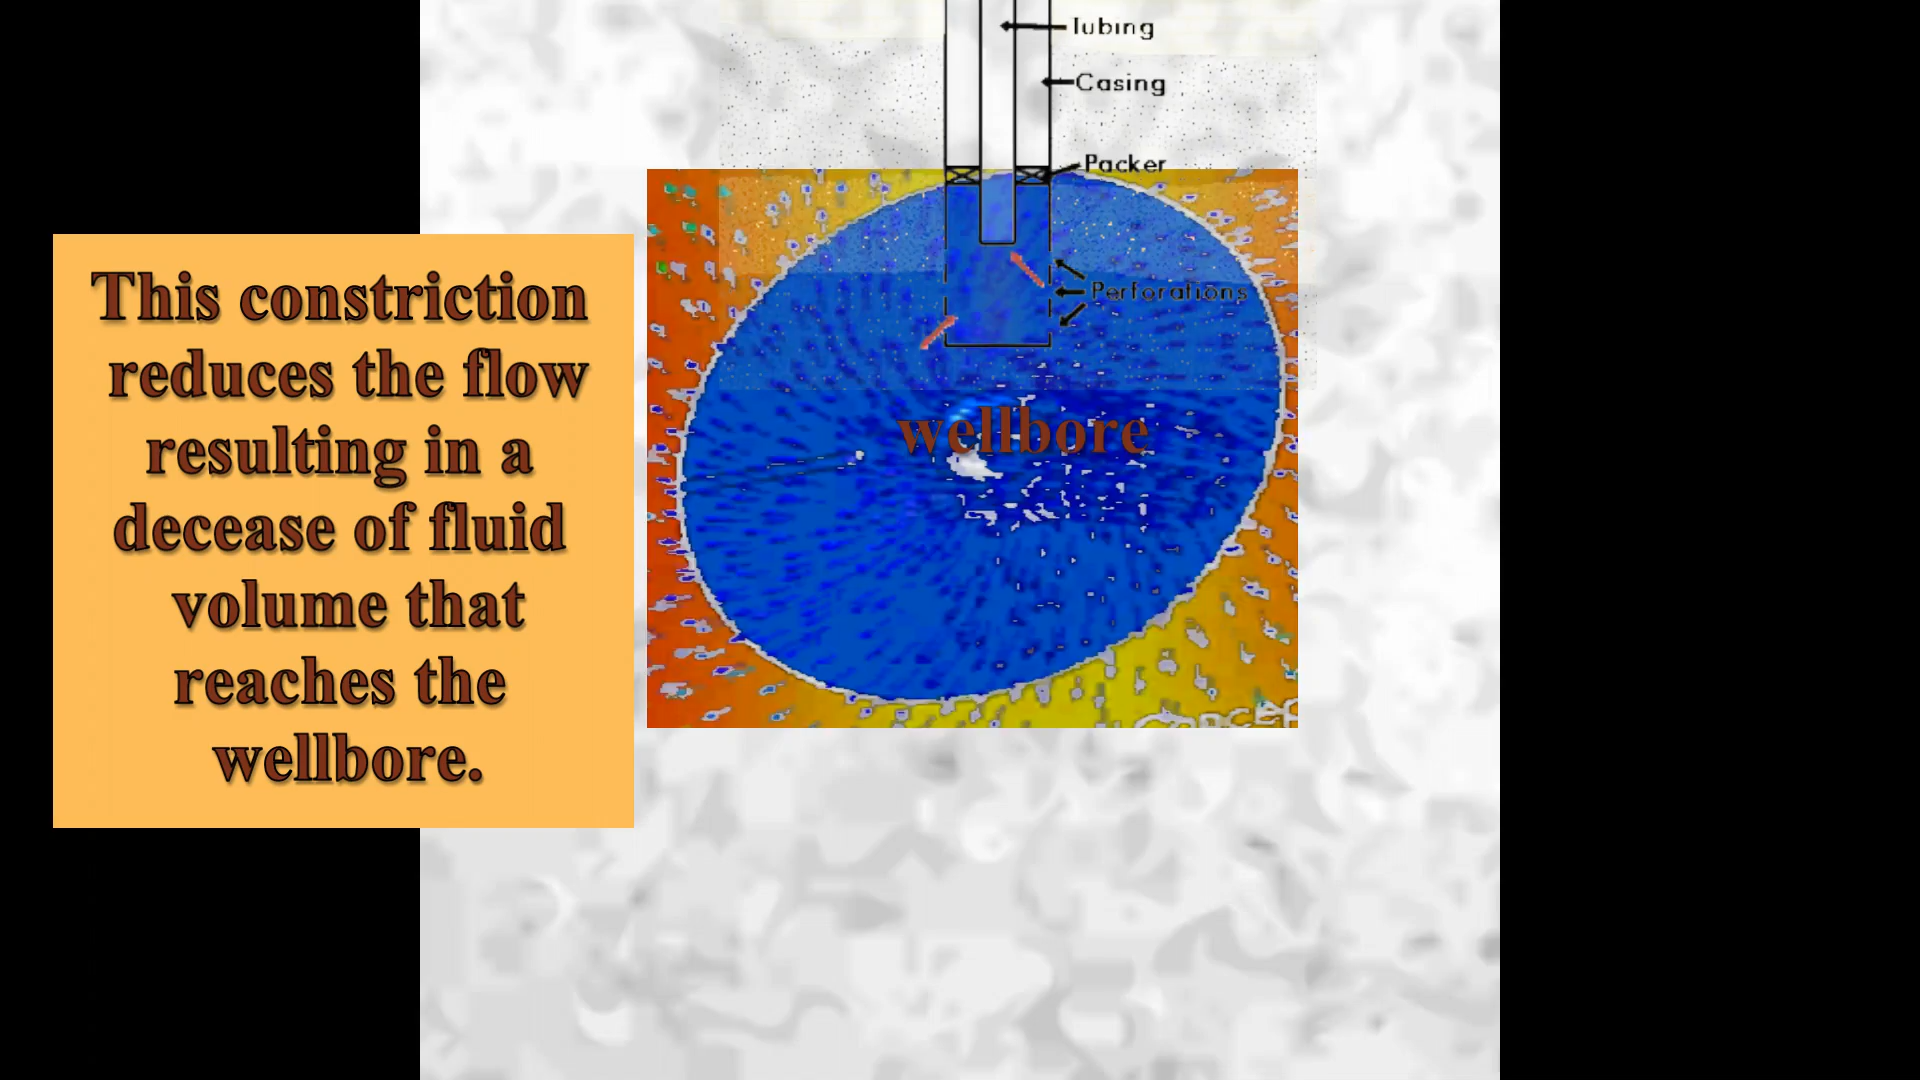 Tubing
Casing
Packer
Perforations
wellbore
This constriction
reduces the flow
resulting in a
decease of fluid
volume that
reaches the
wellbore.